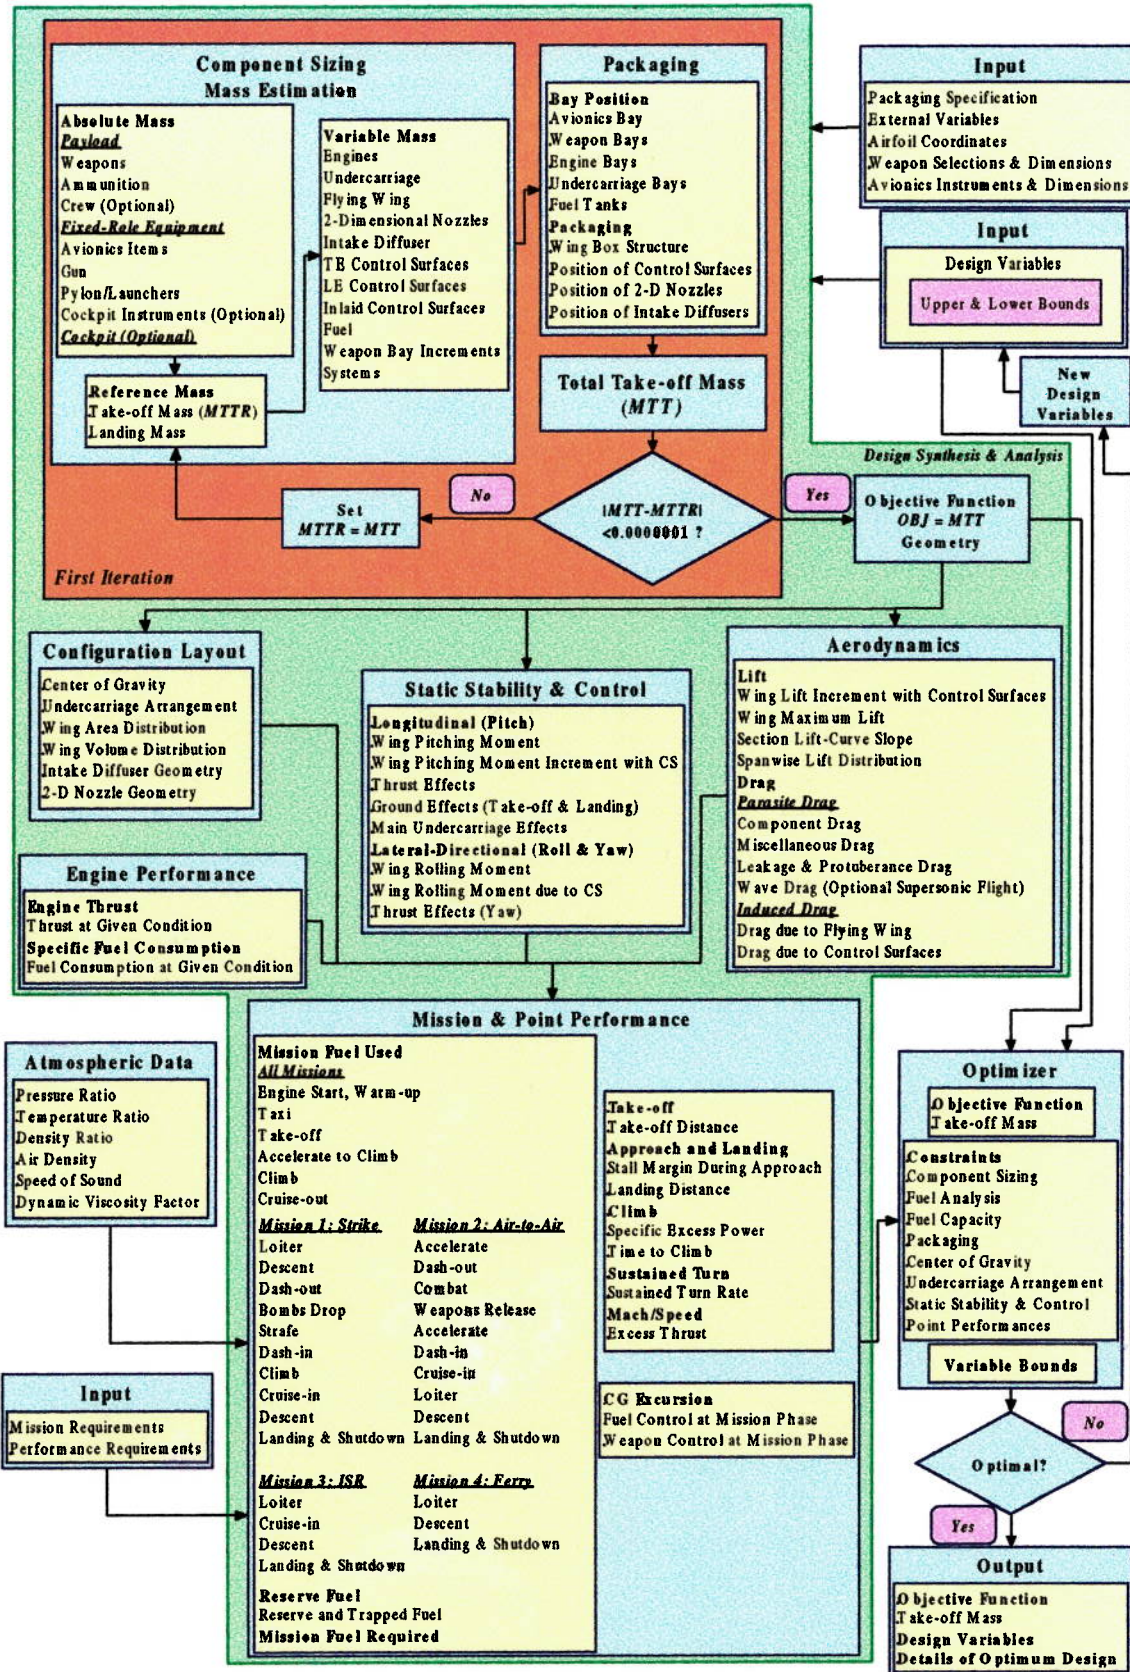 Component Sizing
Mass Estimation
Absolute Mass
Payload
Weapons
Ammunition
Crew (Optional)
Fixed-Role Equipment
Avionics Items
Gun
Pylon/Launchers
Cockpit Instruments (Optional)
Cockpit (Optional)
Reference Mass
Take-off Mass (MTTR)
Landing Mass
Variable Mass
Engines
Undercarriage
Flying Wing
2-Dimensional Nozzles
Intake Diffuser
TE Control Surfaces
LE Control Surfaces
Inlaid Control Surfaces
Fuel
Weapon Bay Increments
Systems
Packaging
Bay Position
Avionics Bay
Weapon Bays
Engine Bays
Undercarriage Bays
Fuel Tanks
Packaging
Wing Box Structure
Position of Control Surfaces
Position of 2-D Nozzles
Position of Intake Diffusers
Total Take-off Mass
(MTT)
|MTT-MTTR|
<0.0000001 ?
No
Set
MTTR = MTT
First Iteration
Yes
Objective Function
OBJ = MTT
Geometry
Design Synthesis & Analysis
Input
Packaging Specification
External Variables
Airfoil Coordinates
Weapon Selections & Dimensions
Avionics Instruments & Dimensions
Input
Design Variables
Upper & Lower Bounds
New
Design
Variables
Configuration Layout
Center of Gravity
Undercarriage Arrangement
Wing Area Distribution
Wing Volume Distribution
Intake Diffuser Geometry
2-D Nozzle Geometry
Static Stability & Control
Longitudinal (Pitch)
Wing Pitching Moment
Wing Pitching Moment Increment with CS
Thrust Effects
Ground Effects (Take-off & Landing)
Main Undercarriage Effects
Lateral-Directional (Roll & Yaw)
Wing Rolling Moment
Wing Rolling Moment due to CS
Thrust Effects (Yaw)
Aerodynamics
Lift
Wing Lift Increment with Control Surfaces
Wing Maximum Lift
Section Lift-Curve Slope
Spanwise Lift Distribution
Drag
Parasite Drag
Component Drag
Miscellaneous Drag
Leakage & Protuberance Drag
Wave Drag (Optional Supersonic Flight)
Induced Drag
Drag due to Flying Wing
Drag due to Control Surfaces
Engine Performance
Engine Thrust
Thrust at Given Condition
Specific Fuel Consumption
Fuel Consumption at Given Condition
Mission & Point Performance
Mission Fuel Used
All Missions
Engine Start, Warm-up
Taxi
Take-off
Accelerate to Climb
Climb
Cruise-out
Mission 1: Strike
Loiter
Descent
Dash-out
Bombs Drop
Strafe
Dash-in
Climb
Cruise-in
Descent
Landing & Shutdown
Mission 2: Air-to-Air
Accelerate
Dash-out
Combat
Weapons Release
Accelerate
Dash-in
Cruise-in
Loiter
Descent
Landing & Shutdown
Mission 3: ISR
Loiter
Cruise-in
Descent
Landing & Shutdown
Mission 4: Ferry
Loiter
Descent
Landing & Shutdown
Reserve Fuel
Reserve and Trapped Fuel
Mission Fuel Required
Take-off
Take-off Distance
Approach and Landing
Stall Margin During Approach
Landing Distance
Climb
Specific Excess Power
Time to Climb
Sustained Turn
Sustained Turn Rate
Mach/Speed
Excess Thrust
CG Excursion
Fuel Control at Mission Phase
Weapon Control at Mission Phase
Atmospheric Data
Pressure Ratio
Temperature Ratio
Density Ratio
Air Density
Speed of Sound
Dynamic Viscosity Factor
Input
Mission Requirements
Performance Requirements
Optimizer
Objective Function
Take-off Mass
Constraints
Component Sizing
Fuel Analysis
Fuel Capacity
Packaging
Center of Gravity
Undercarriage Arrangement
Static Stability & Control
Point Performances
Variable Bounds
Optimal?
No
Yes
Output
Objective Function
Take-off Mass
Design Variables
Details of Optimum Design